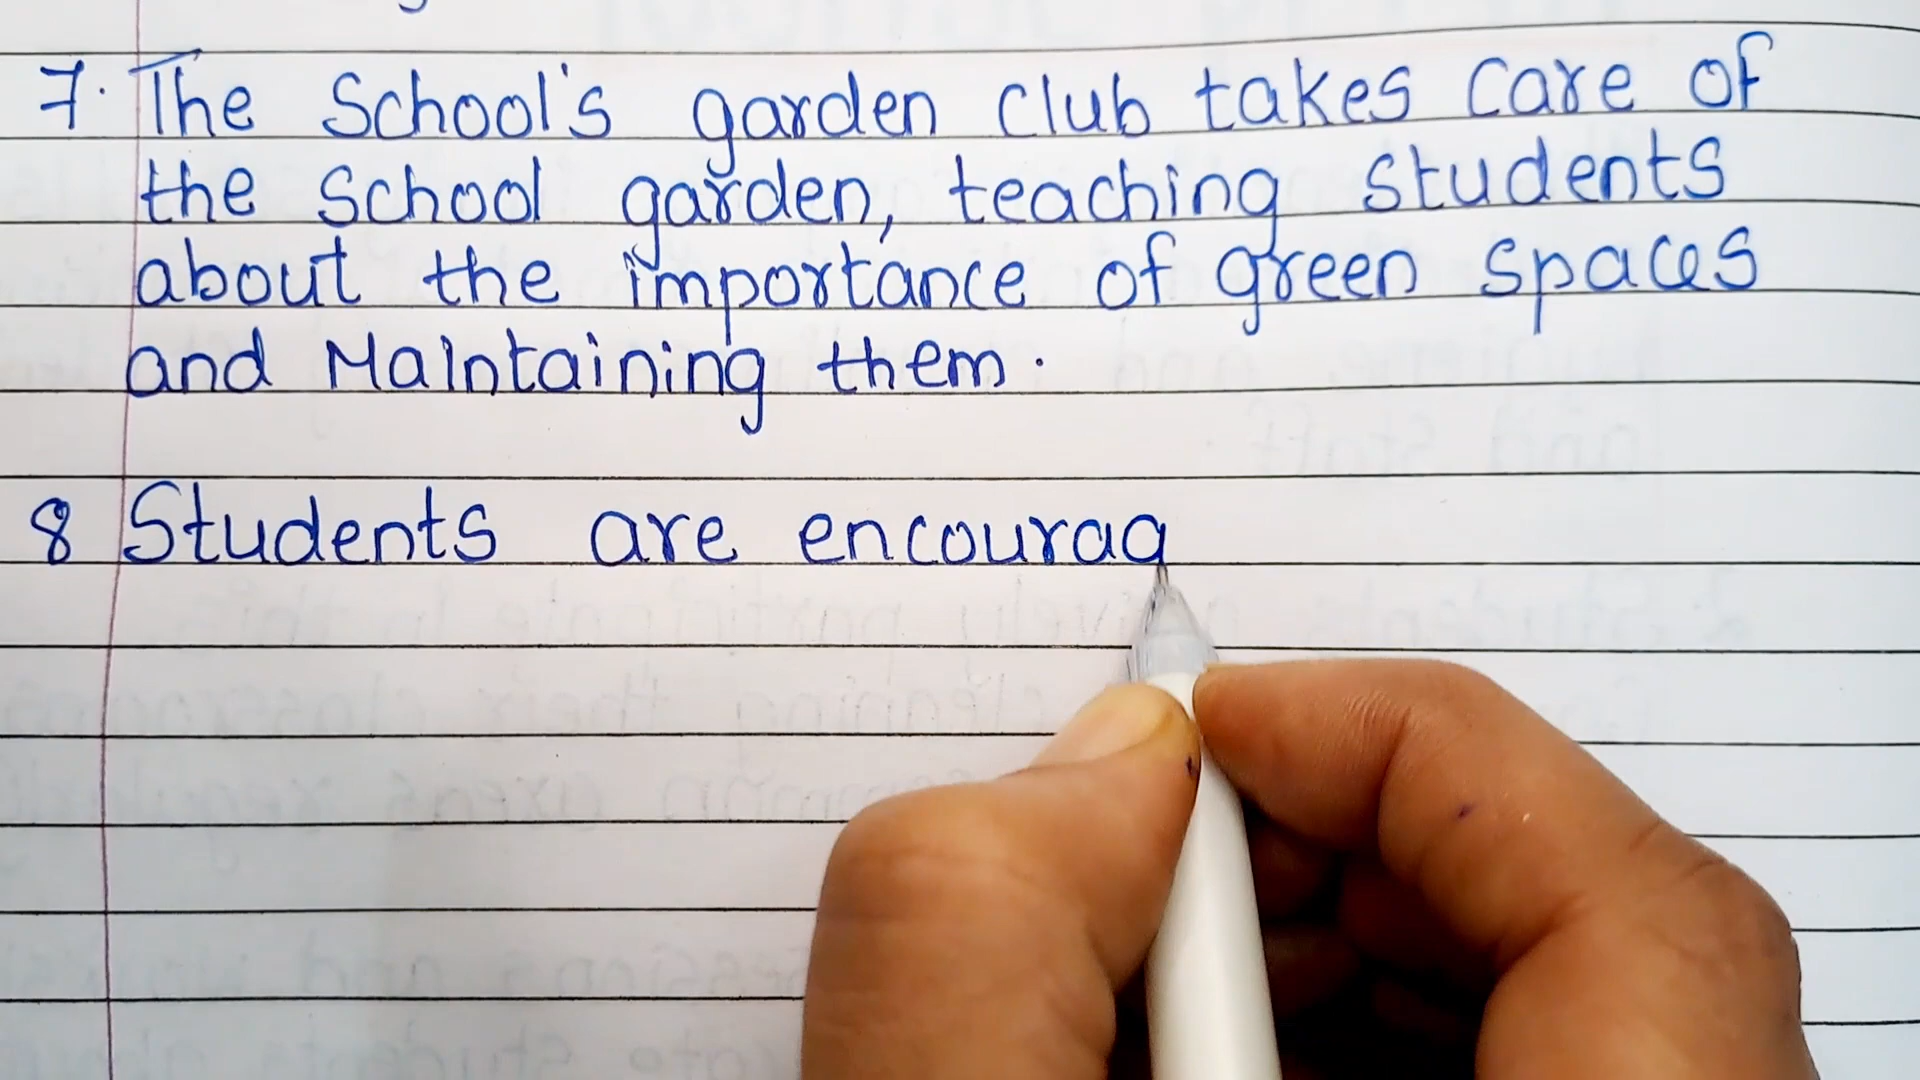 7. The School's garden club takes care of
the school garden, teaching students
about the importance of green spaces
and Maintaining them.
8 Students are encourag